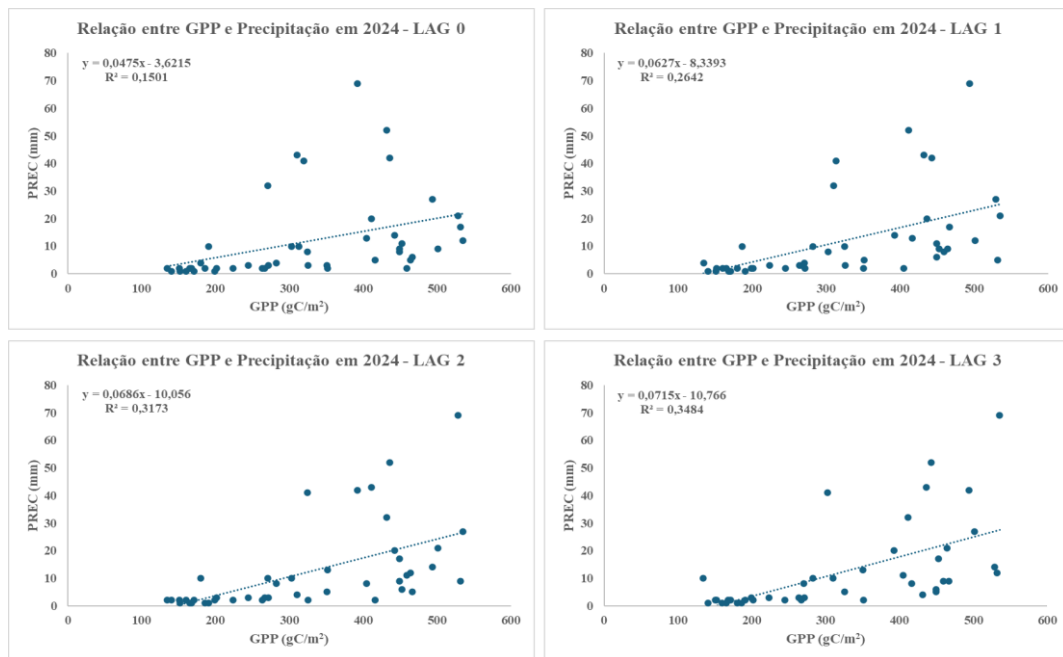 Relação entre GPP e Precipitação em 2024 - LAG 0
y = 0,0475x - 3,6215
R² = 0,1501
80
70
60
50
40
30
20
10
0
PREC (mm)
0 100 200 300 400 500 600
GPP (gC/m²)
Relação entre GPP e Precipitação em 2024 - LAG 1
y = 0,0627x - 8,3393
R² = 0,2642
80
70
60
50
40
30
20
10
0
PREC (mm)
0 100 200 300 400 500 600
GPP (gC/m²)
Relação entre GPP e Precipitação em 2024 - LAG 2
y = 0,0686x - 10,056
R² = 0,3173
80
70
60
50
40
30
20
10
0
PREC (mm)
0 100 200 300 400 500 600
GPP (gC/m²)
Relação entre GPP e Precipitação em 2024 - LAG 3
y = 0,0715x - 10,766
R² = 0,3484
80
70
60
50
40
30
20
10
0
PREC (mm)
0 100 200 300 400 500 600
GPP (gC/m²)